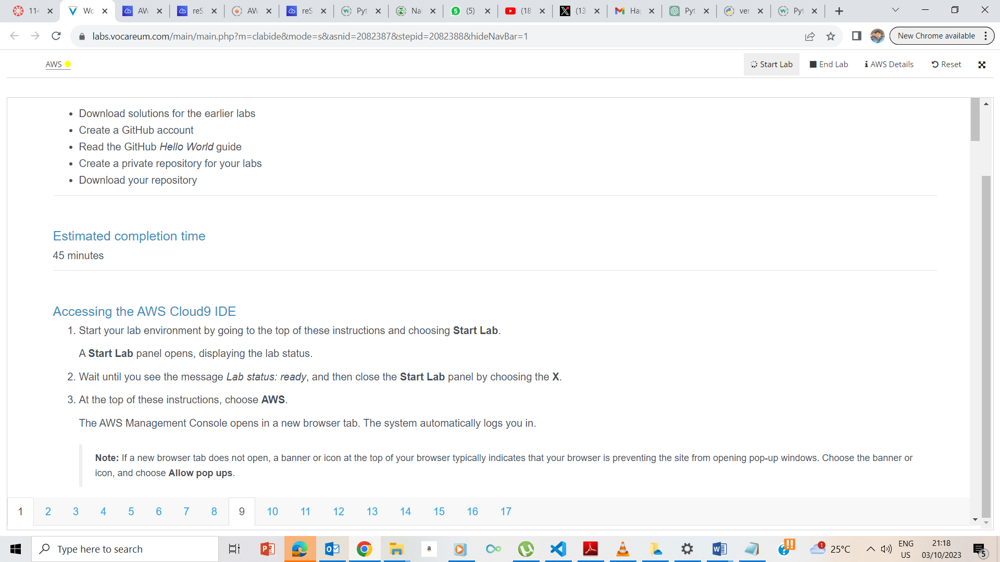 114
Wo
AW
reS
AW
reS
Pyt
Na
(5)
(18
(13
Ha
Pyt
ver
Pyt
labs.vocareum.com/main/main.php?m=clabide&mode=s&asnid=2082387&stepid=2082388&hideNavBar=1
New Chrome available
AWS
Start Lab
End Lab
AWS Details
Reset
• Download solutions for the earlier labs
• Create a GitHub account
• Read the GitHub Hello World guide
• Create a private repository for your labs
• Download your repository
Estimated completion time
45 minutes
Accessing the AWS Cloud9 IDE
1. Start your lab environment by going to the top of these instructions and choosing Start Lab.
A Start Lab panel opens, displaying the lab status.
2. Wait until you see the message Lab status: ready, and then close the Start Lab panel by choosing the X.
3. At the top of these instructions, choose AWS.
The AWS Management Console opens in a new browser tab. The system automatically logs you in.
Note: If a new browser tab does not open, a banner or icon at the top of your browser typically indicates that your browser is preventing the site from opening pop-up windows. Choose the banner or
icon, and choose Allow pop ups.
1 2 3 4 5 6 7 8 9 10 11 12 13 14 15 16 17
Type here to search
25°C
ENG
US
21:18
03/10/2023
5